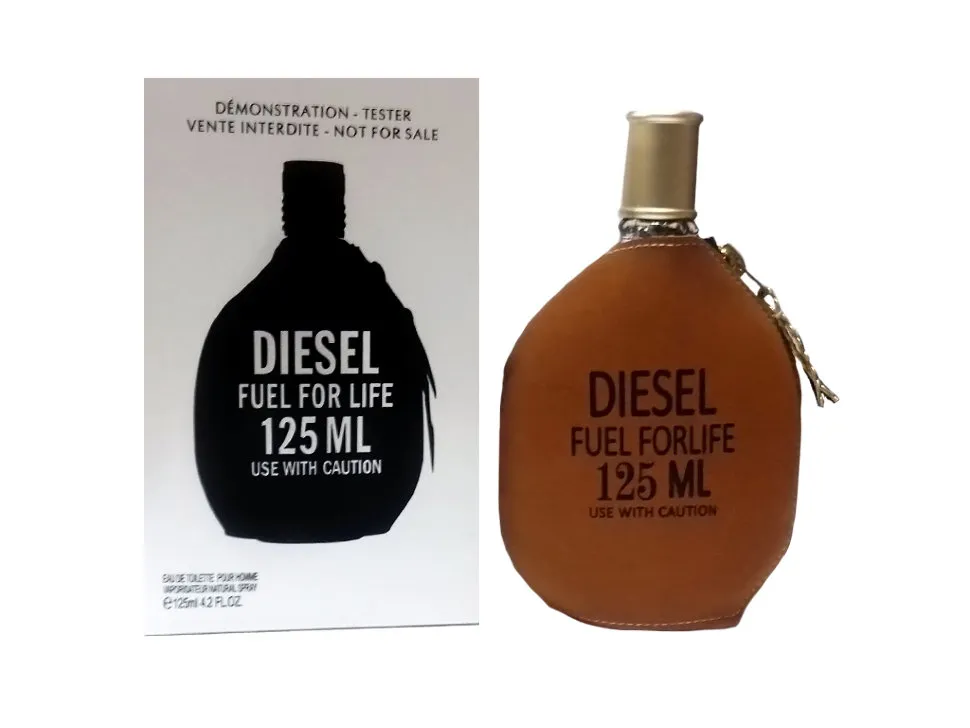 DÉMONSTRATION - TESTER
VENTE INTERDITE - NOT FOR SALE
DIESEL
FUEL FOR LIFE
125 ML
USE WITH CAUTION
EAU DE TOILETTE POUR HOMME
VAPORISATEUR NATURAL SPRAY
℮125ml 4.2 FL.OZ.
DIESEL
FUEL FORLIFE
125 ML
USE WITH CAUTION